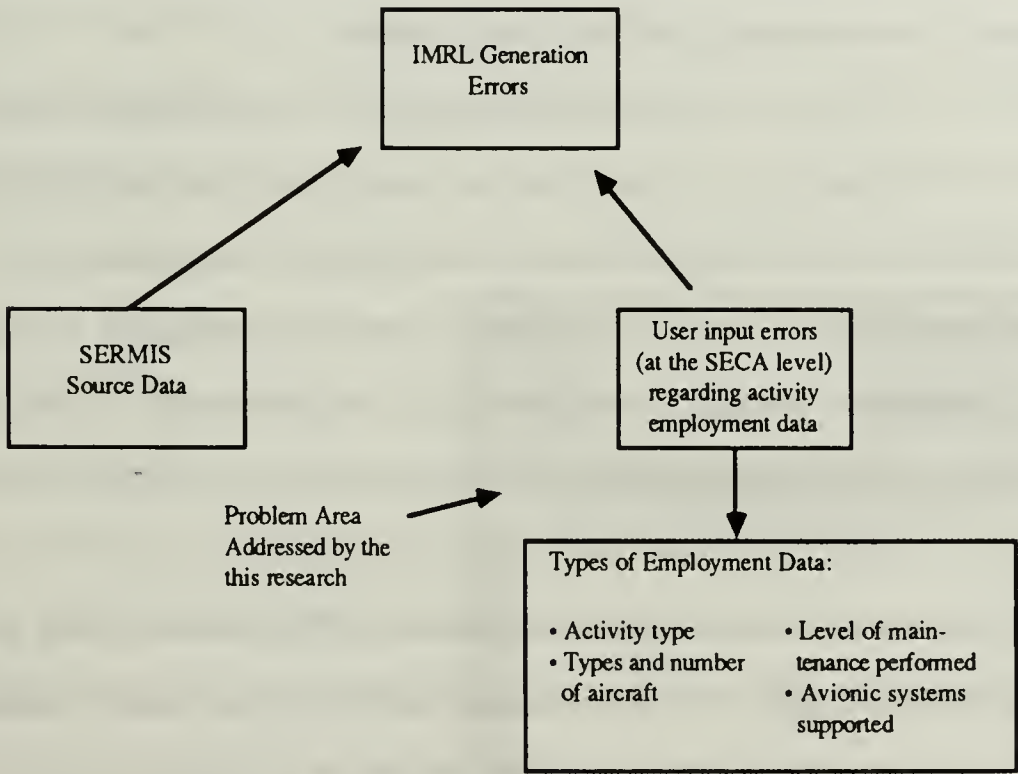 IMRL Generation
Errors
SERMIS
Source Data
User input errors
(at the SECA level)
regarding activity
employment data
Problem Area
Addressed by the
this research
Types of Employment Data:
• Activity type
• Types and number
of aircraft
• Level of main-
tenance performed
• Avionic systems
supported